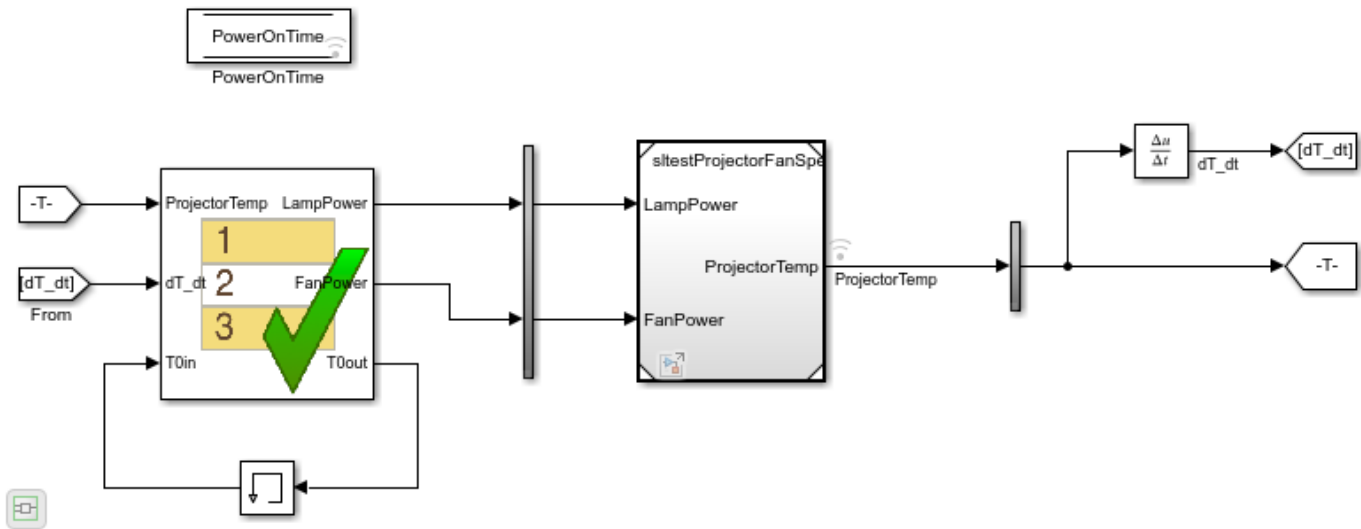 PowerOnTime
PowerOnTime
-T-
ProjectorTemp
LampPower
1
[dT_dt]
From
dT_dt
2
FanPower
3
T0in
T0out
sltestProjectorFanSpe
LampPower
ProjectorTemp
FanPower
ProjectorTemp
Δu
Δt
dT_dt
[dT_dt]
-T-